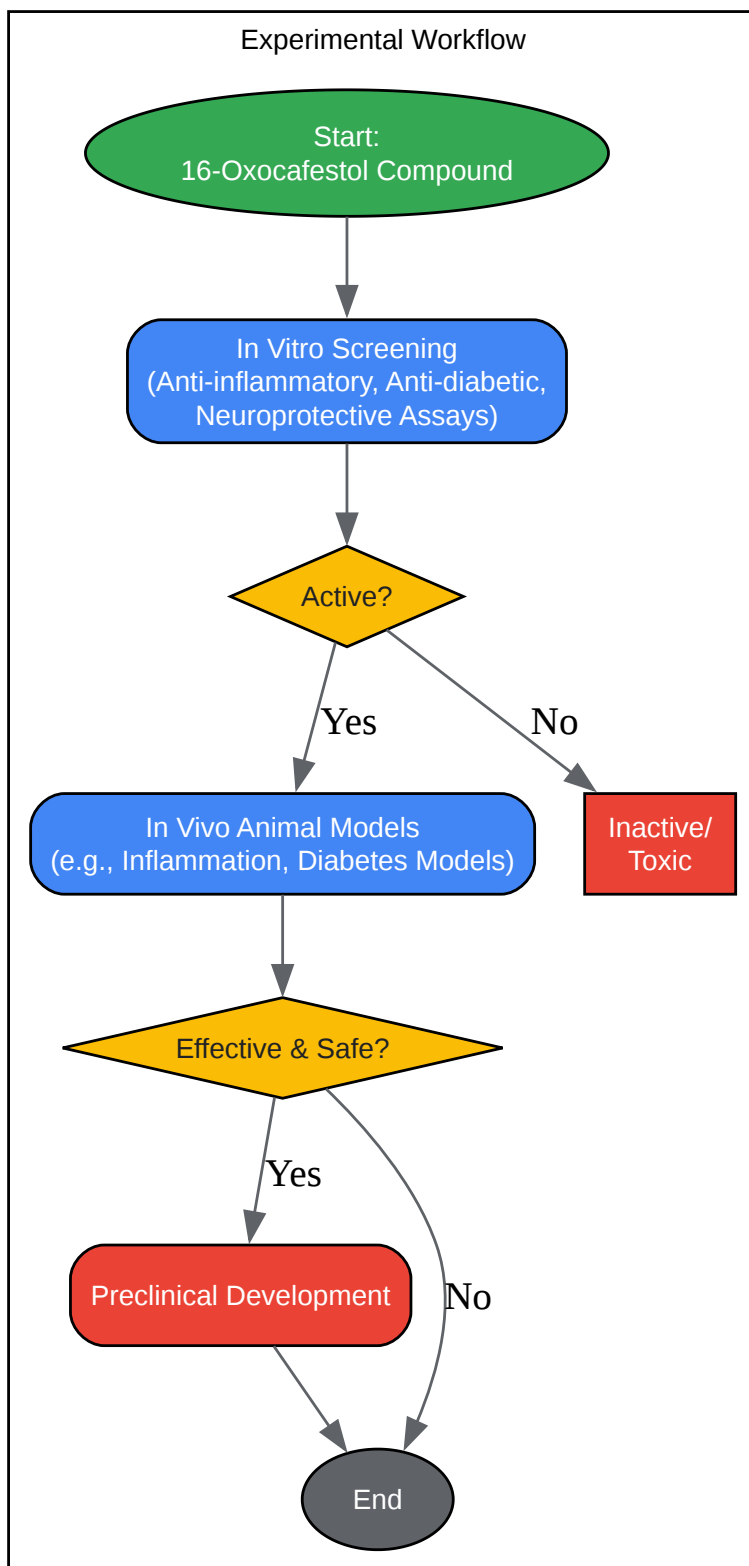 Experimental Workflow
Start:
16-Oxocafestol Compound
In Vitro Screening
(Anti-inflammatory, Anti-diabetic,
Neuroprotective Assays)
Active?
Yes
No
In Vivo Animal Models
(e.g., Inflammation, Diabetes Models)
Inactive/
Toxic
Effective & Safe?
Yes
No
Preclinical Development
End